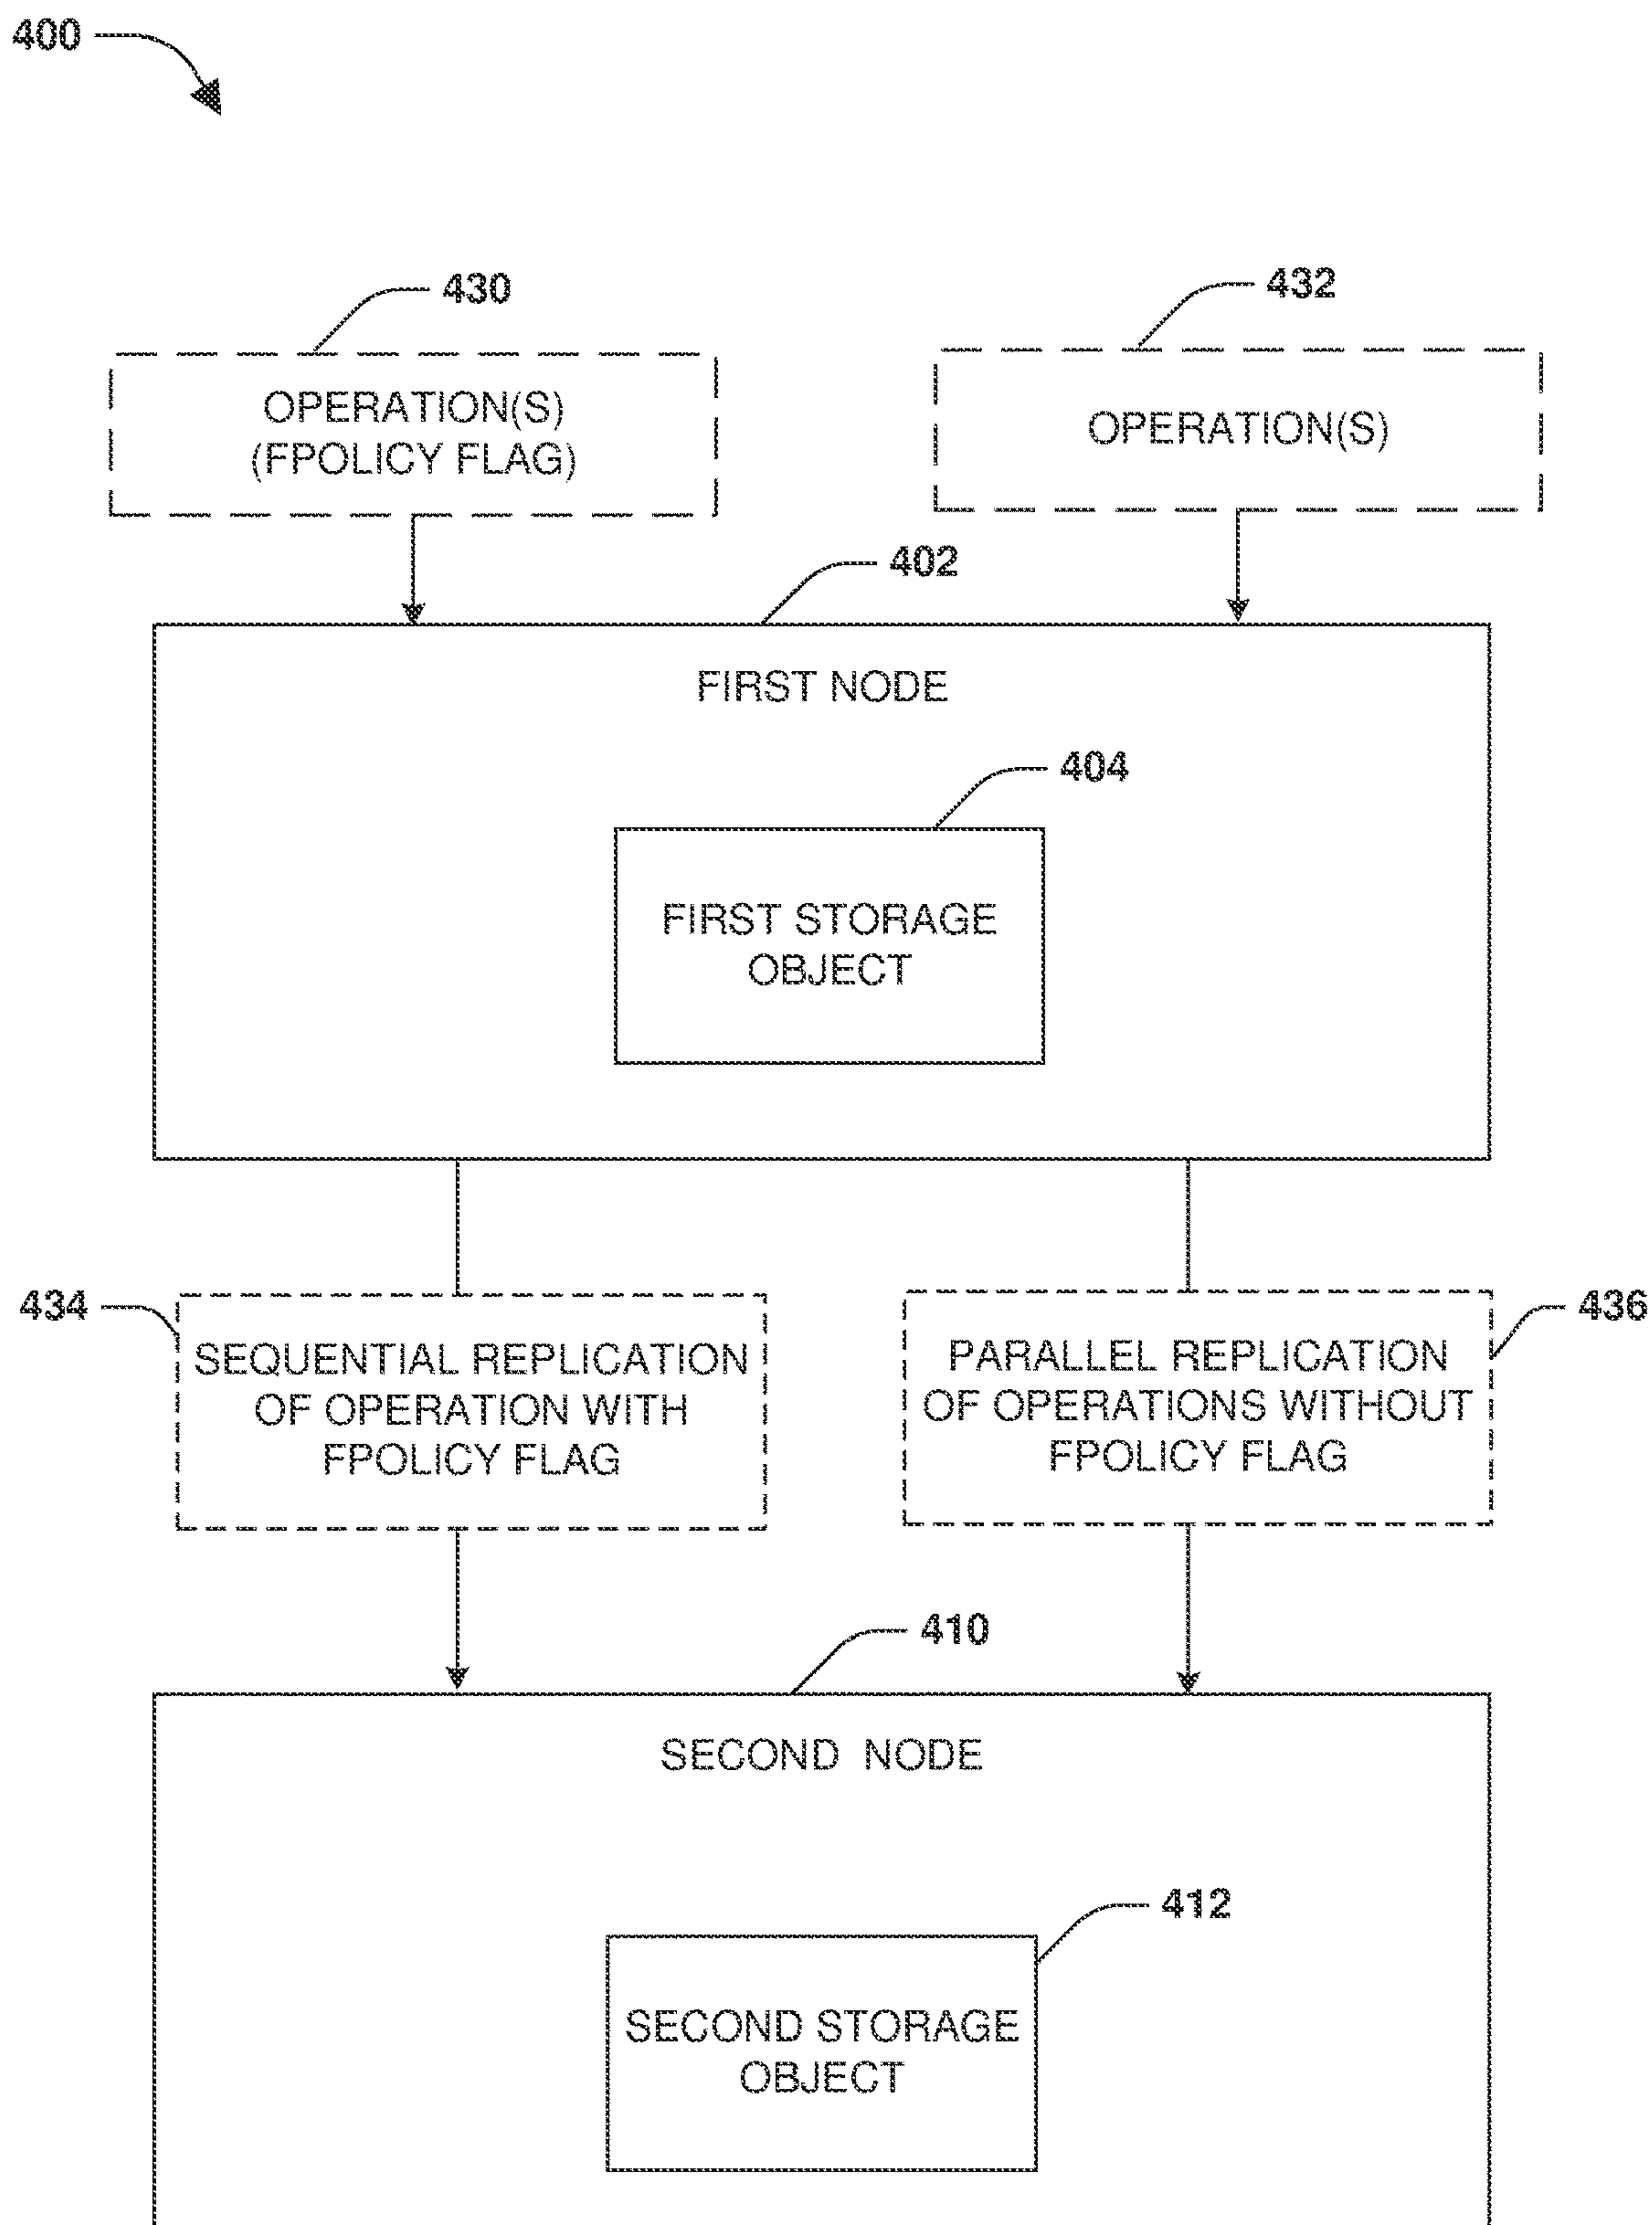 400
430
432
OPERATION(S)
(FPOLICY FLAG)
OPERATION(S)
402
FIRST NODE
404
FIRST STORAGE
OBJECT
434
SEQUENTIAL REPLICATION
OF OPERATION WITH
FPOLICY FLAG
436
PARALLEL REPLICATION
OF OPERATIONS WITHOUT
FPOLICY FLAG
410
SECOND NODE
412
SECOND STORAGE
OBJECT